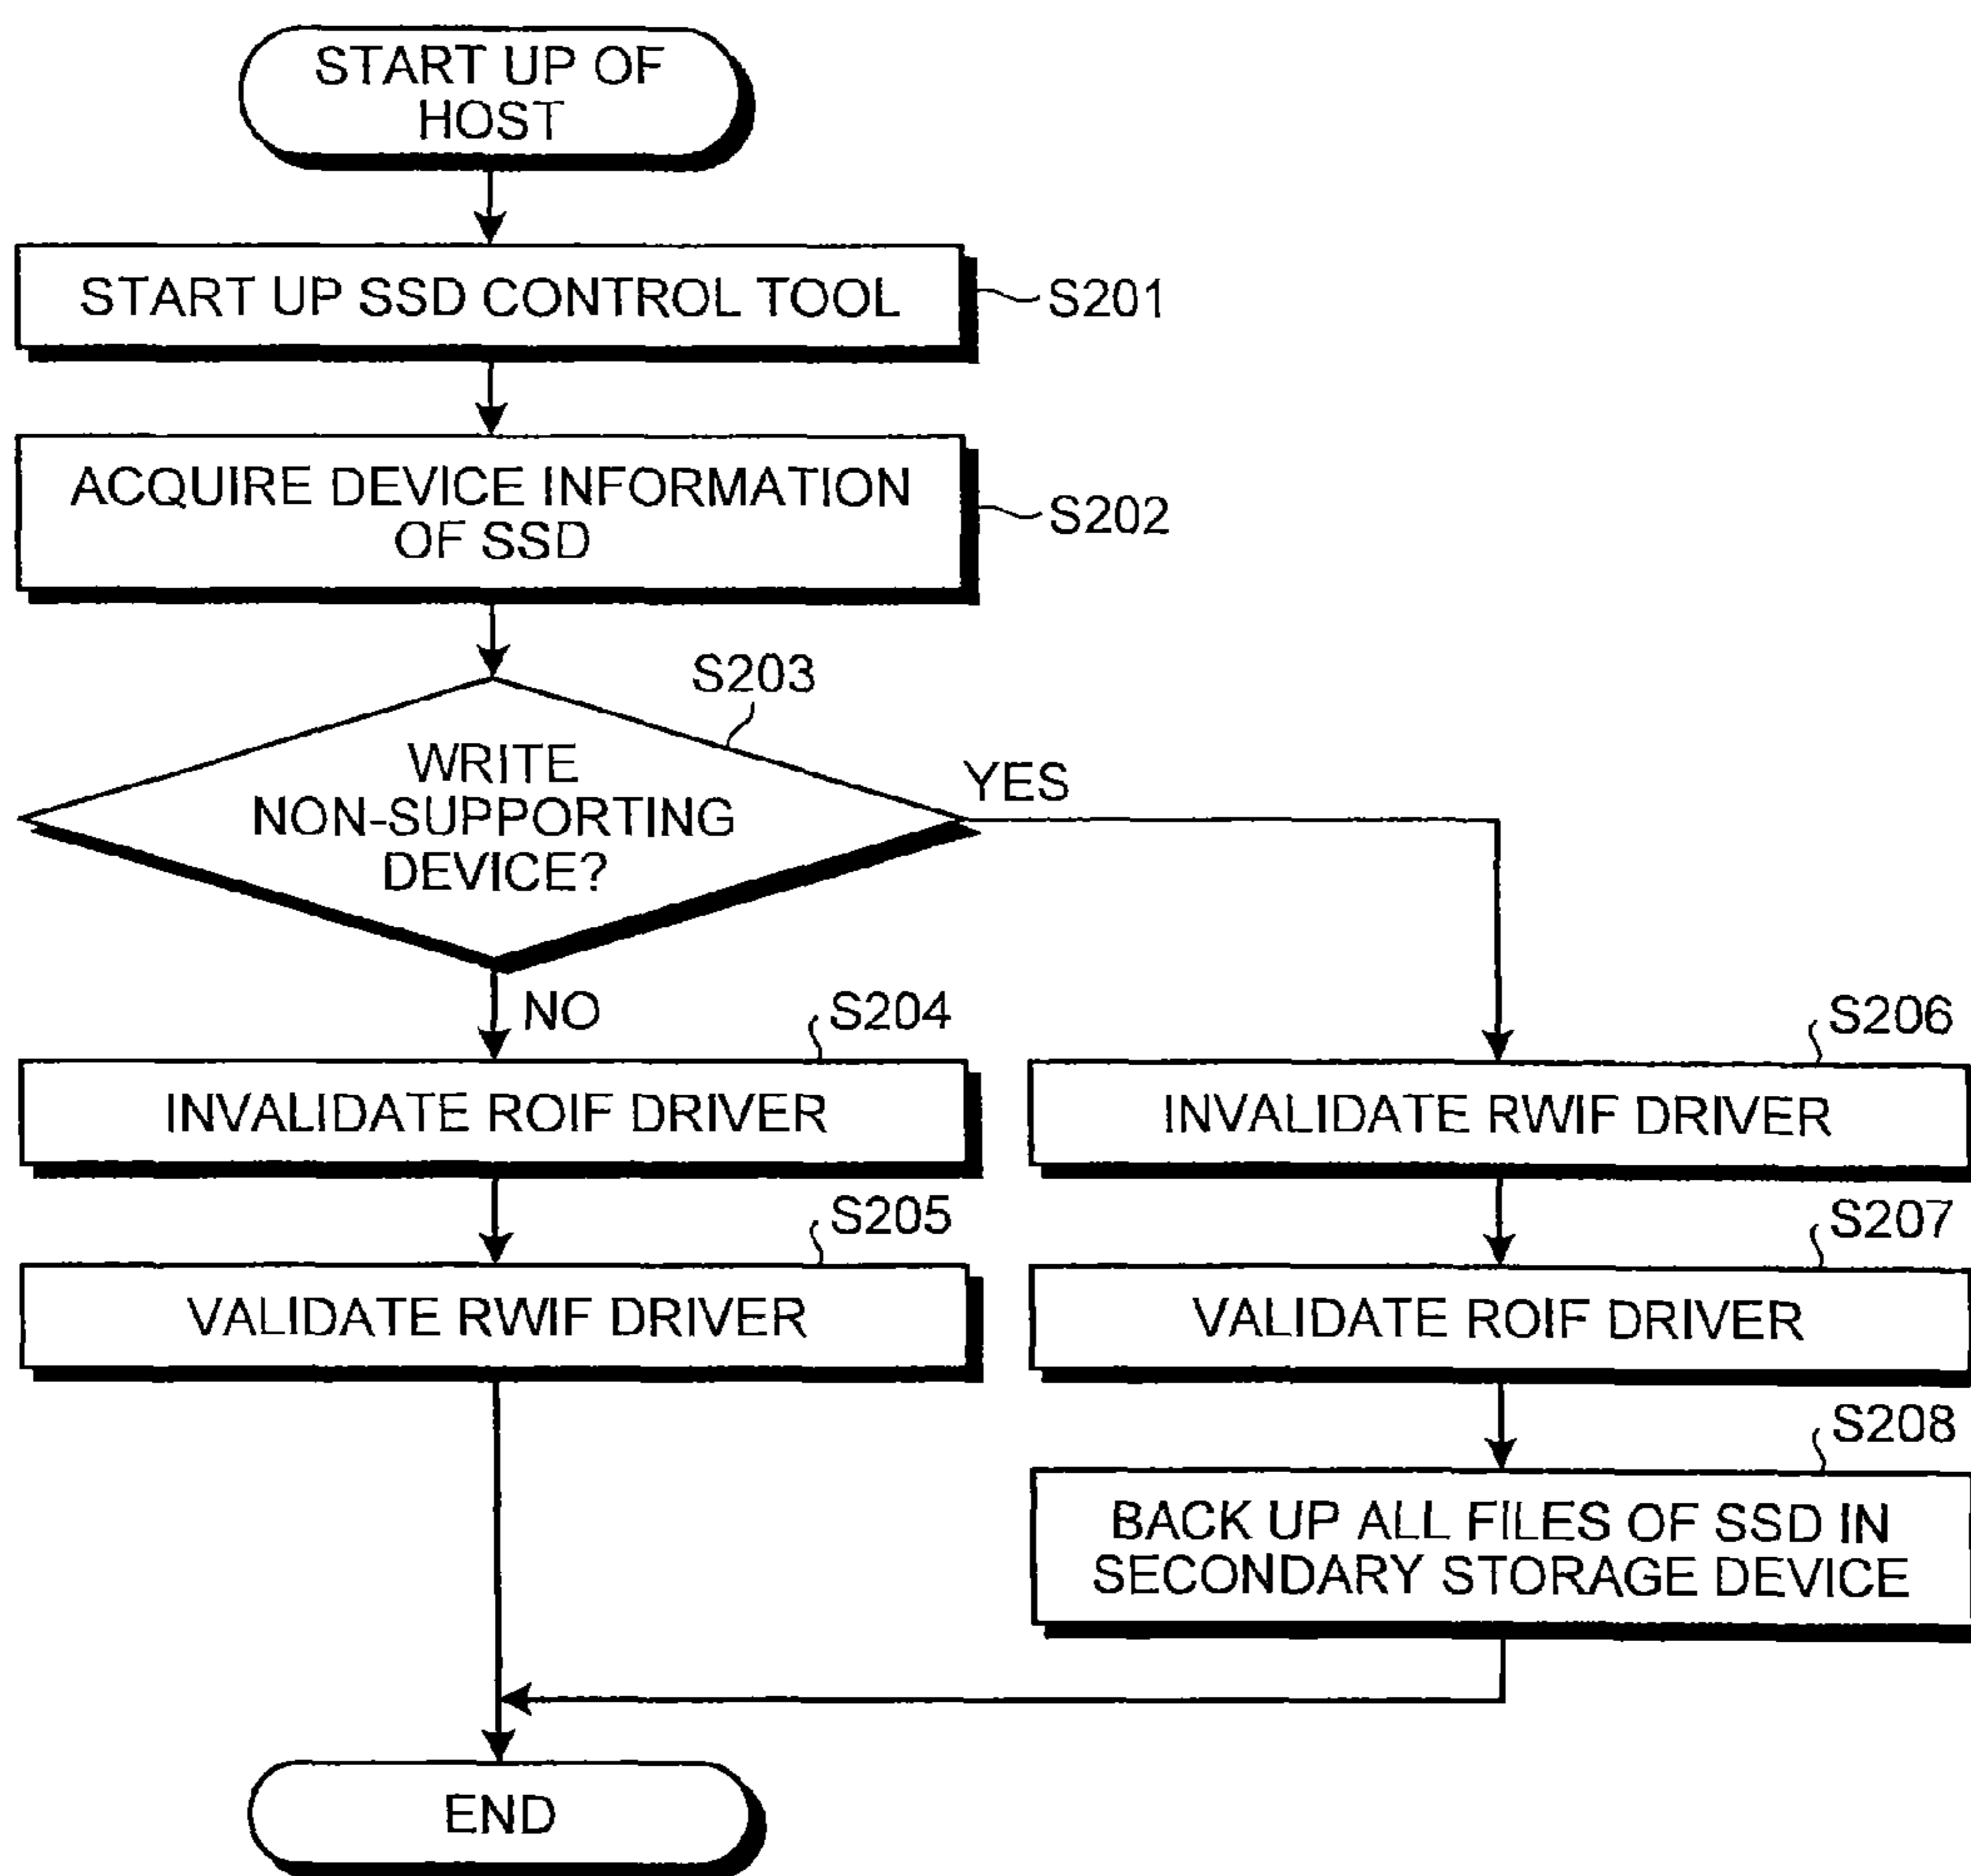 START UP OF
HOST
START UP SSD CONTROL TOOL
S201
ACQUIRE DEVICE INFORMATION
OF SSD
S202
S203
WRITE
NON-SUPPORTING
DEVICE?
YES
NO
S204
INVALIDATE ROIF DRIVER
S205
VALIDATE RWIF DRIVER
S206
INVALIDATE RWIF DRIVER
S207
VALIDATE ROIF DRIVER
S208
BACK UP ALL FILES OF SSD IN
SECONDARY STORAGE DEVICE
END